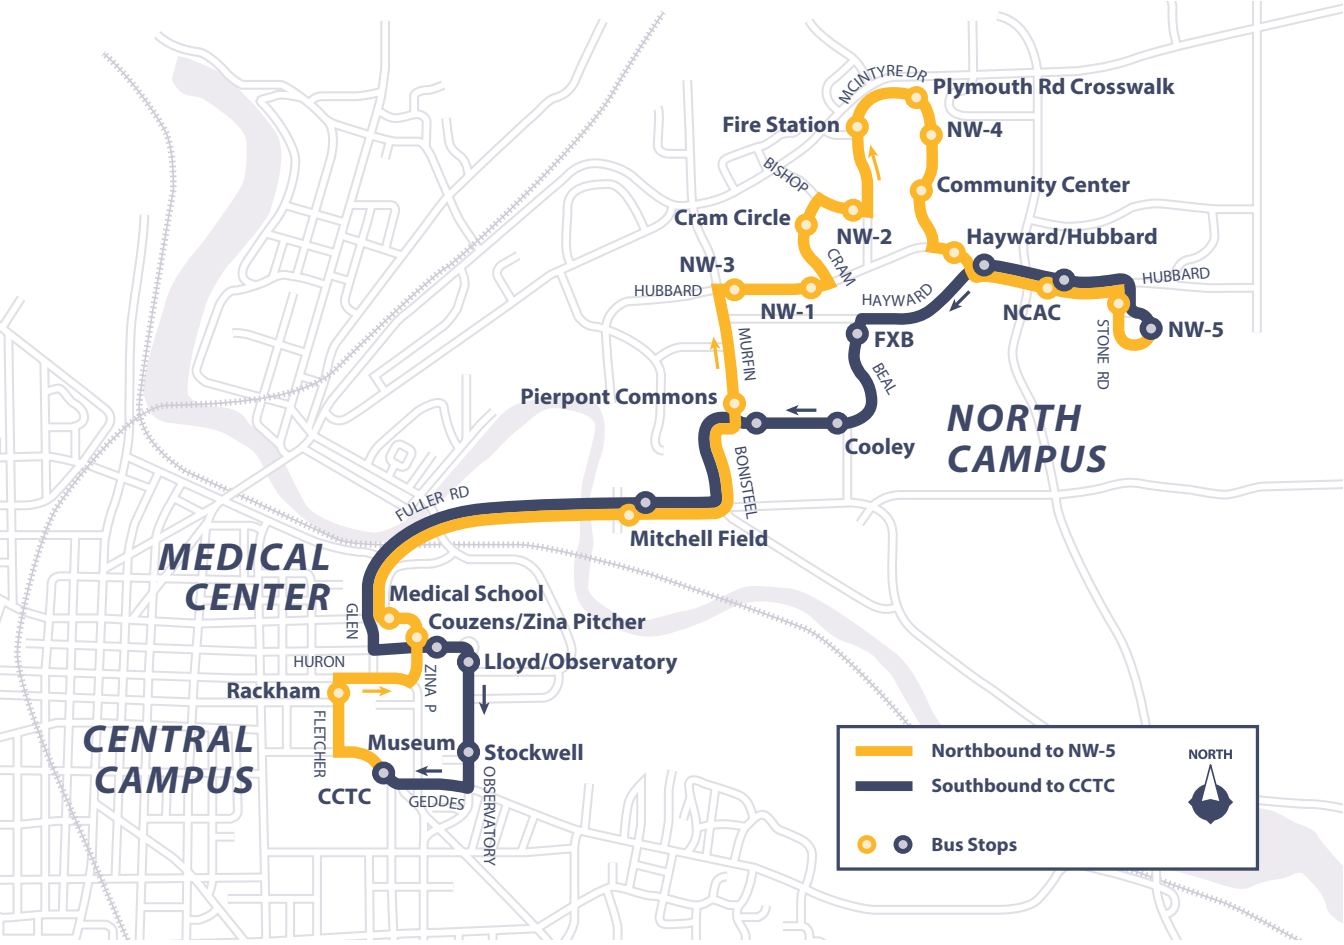 MCINTYRE DR
Plymouth Rd Crosswalk
Fire Station
NW-4
BISHOP
Community Center
Cram Circle
NW-2
Hayward/Hubbard
NW-3
CRAM
HUBBARD
HUBBARD
HAYWARD
NW-1
NCAC
STONE RD
NW-5
MURFIN
FXB
BEAL
Pierpont Commons
NORTH
CAMPUS
Cooley
BONISTEEL
FULLER RD
Mitchell Field
MEDICAL
CENTER
Medical School
GLEN
Couzens/Zina Pitcher
HURON
ZINA P
Lloyd/Observatory
Rackham
FLETCHER
CENTRAL
CAMPUS
Museum
Stockwell
CCTC
GEDDES
OBSERVATORY
Northbound to NW-5
Southbound to CCTC
Bus Stops
NORTH